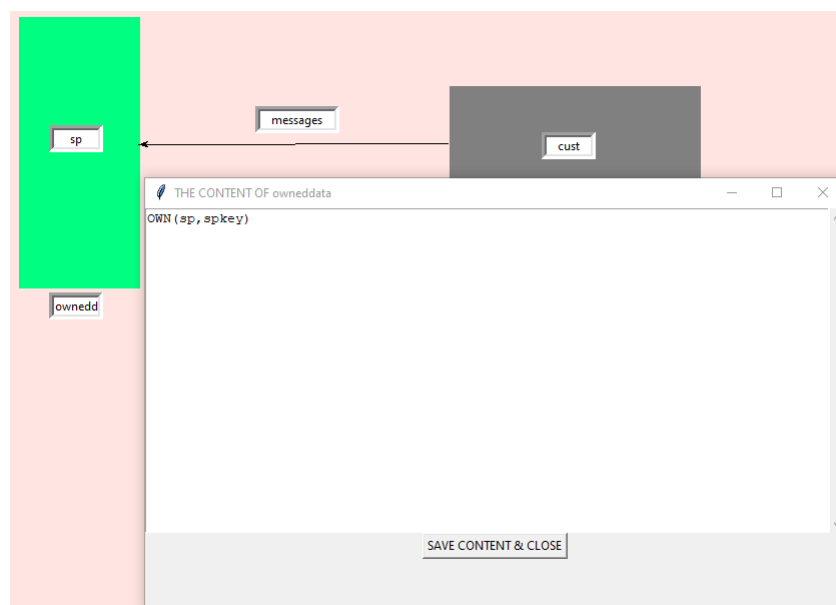 messages
sp
cust
THE CONTENT OF owneddata
OWN(sp,spkey)
ownedd
SAVE CONTENT & CLOSE